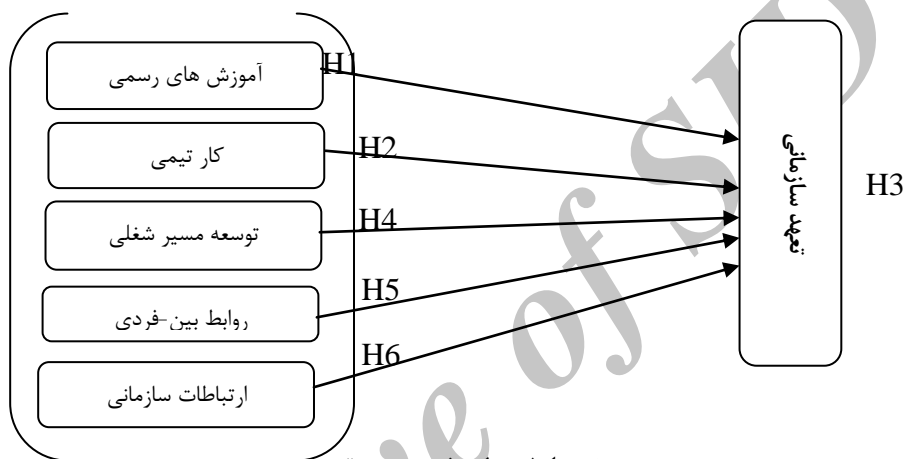 آموزش های رسمی
H1
کار تیمی
H2
توسعه مسیر شغلی
H4
روابط بین-فردی
H5
ارتباطات سازمانی
H6
تعهد سازمانی
H3